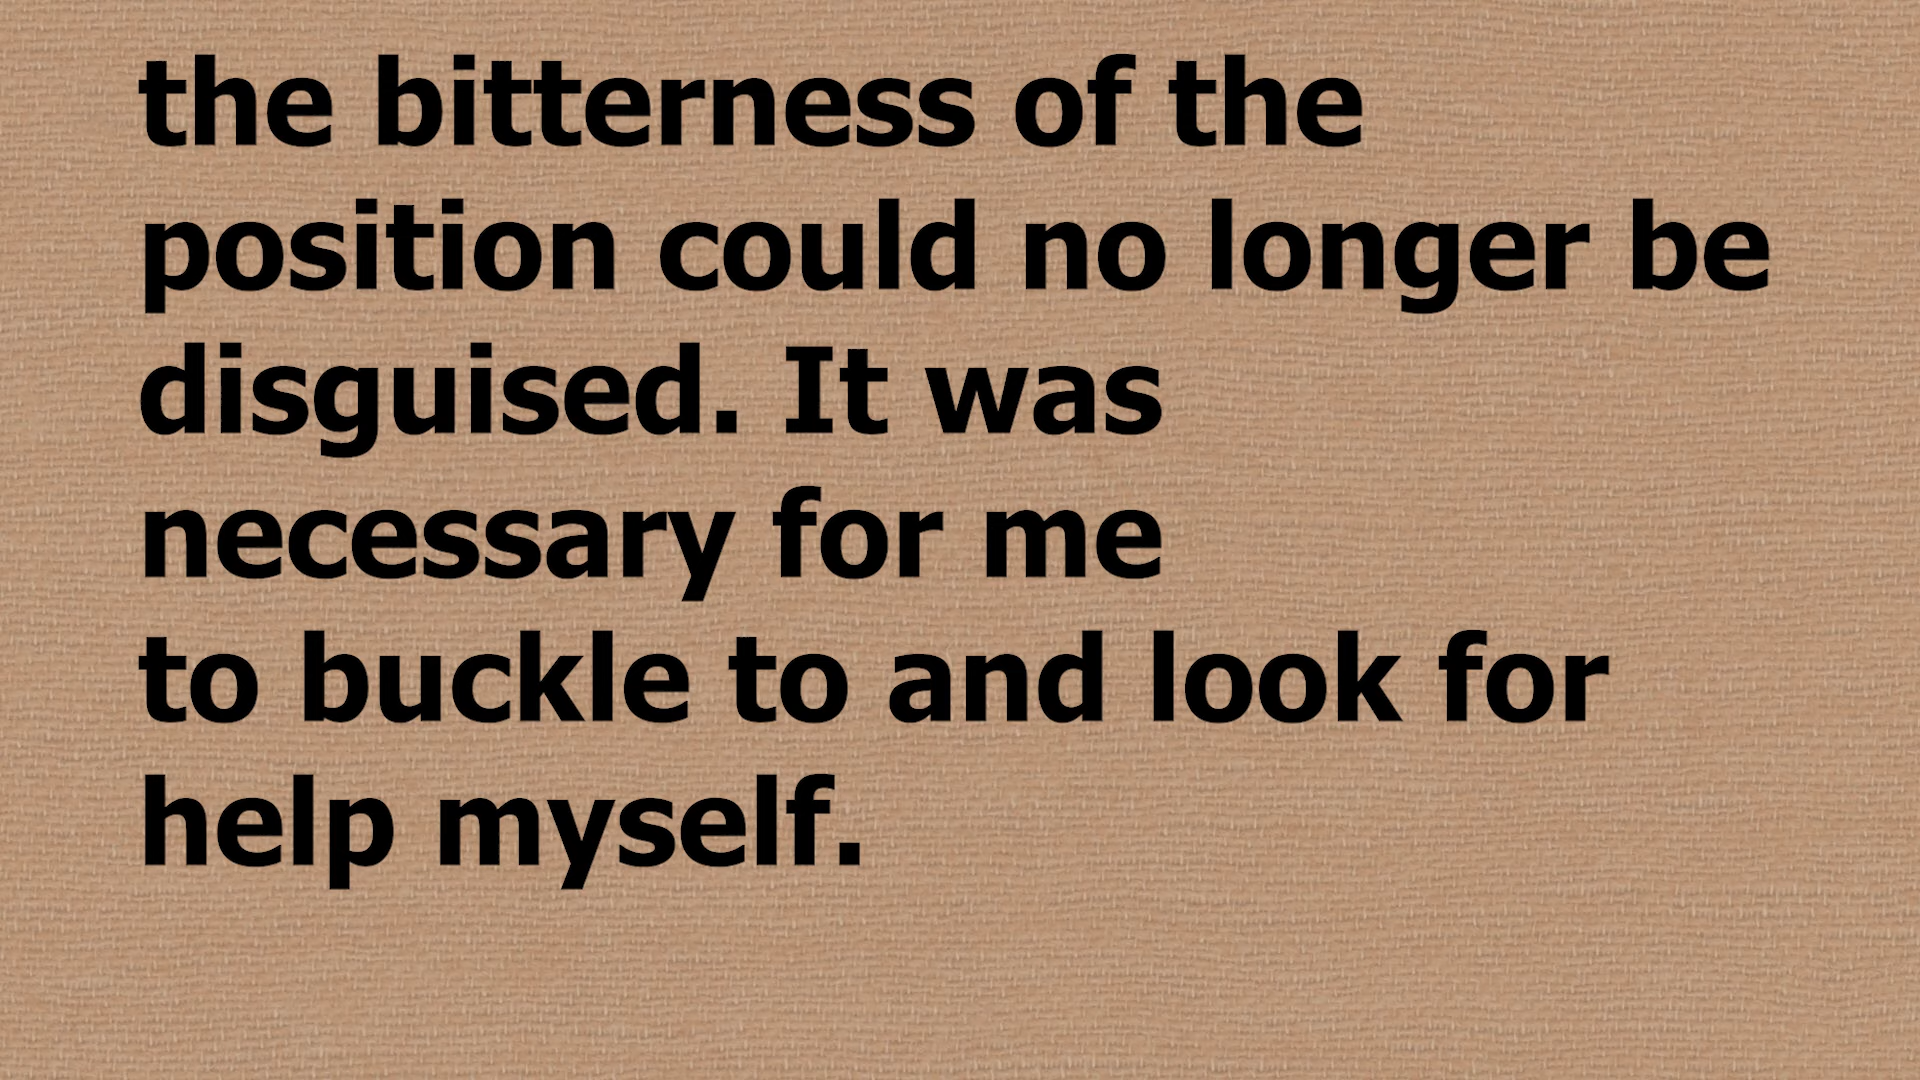 the bitterness of the
position could no longer be
disguised. It was
necessary for me
to buckle to and look for
help myself.